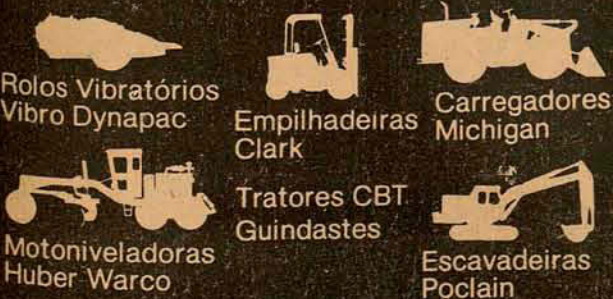 Rolos Vibratórios
Vibro Dynapac
Empilhadeiras
Clark
Carregadores
Michigan
Motoniveladoras
Huber Warco
Tratores CBT
Guindastes
Escavadeiras
Poclain